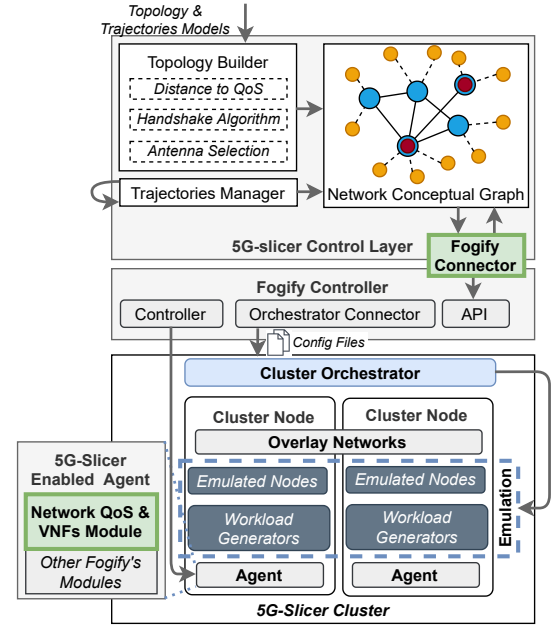 Topology &
Trajectories Models
Topology Builder
Distance to QoS
Handshake Algorithm
Antenna Selection
Trajectories Manager
Network Conceptual Graph
5G-slicer Control Layer
Fogify
Connector
Fogify Controller
Controller
Orchestrator Connector
API
Config Files
Cluster Orchestrator
Cluster Node
Cluster Node
Overlay Networks
Emulated Nodes
Emulated Nodes
Workload
Generators
Workload
Generators
Emulation
Agent
Agent
5G-Slicer Cluster
5G-Slicer
Enabled Agent
Network QoS &
VNFs Module
Other Fogify's
Modules